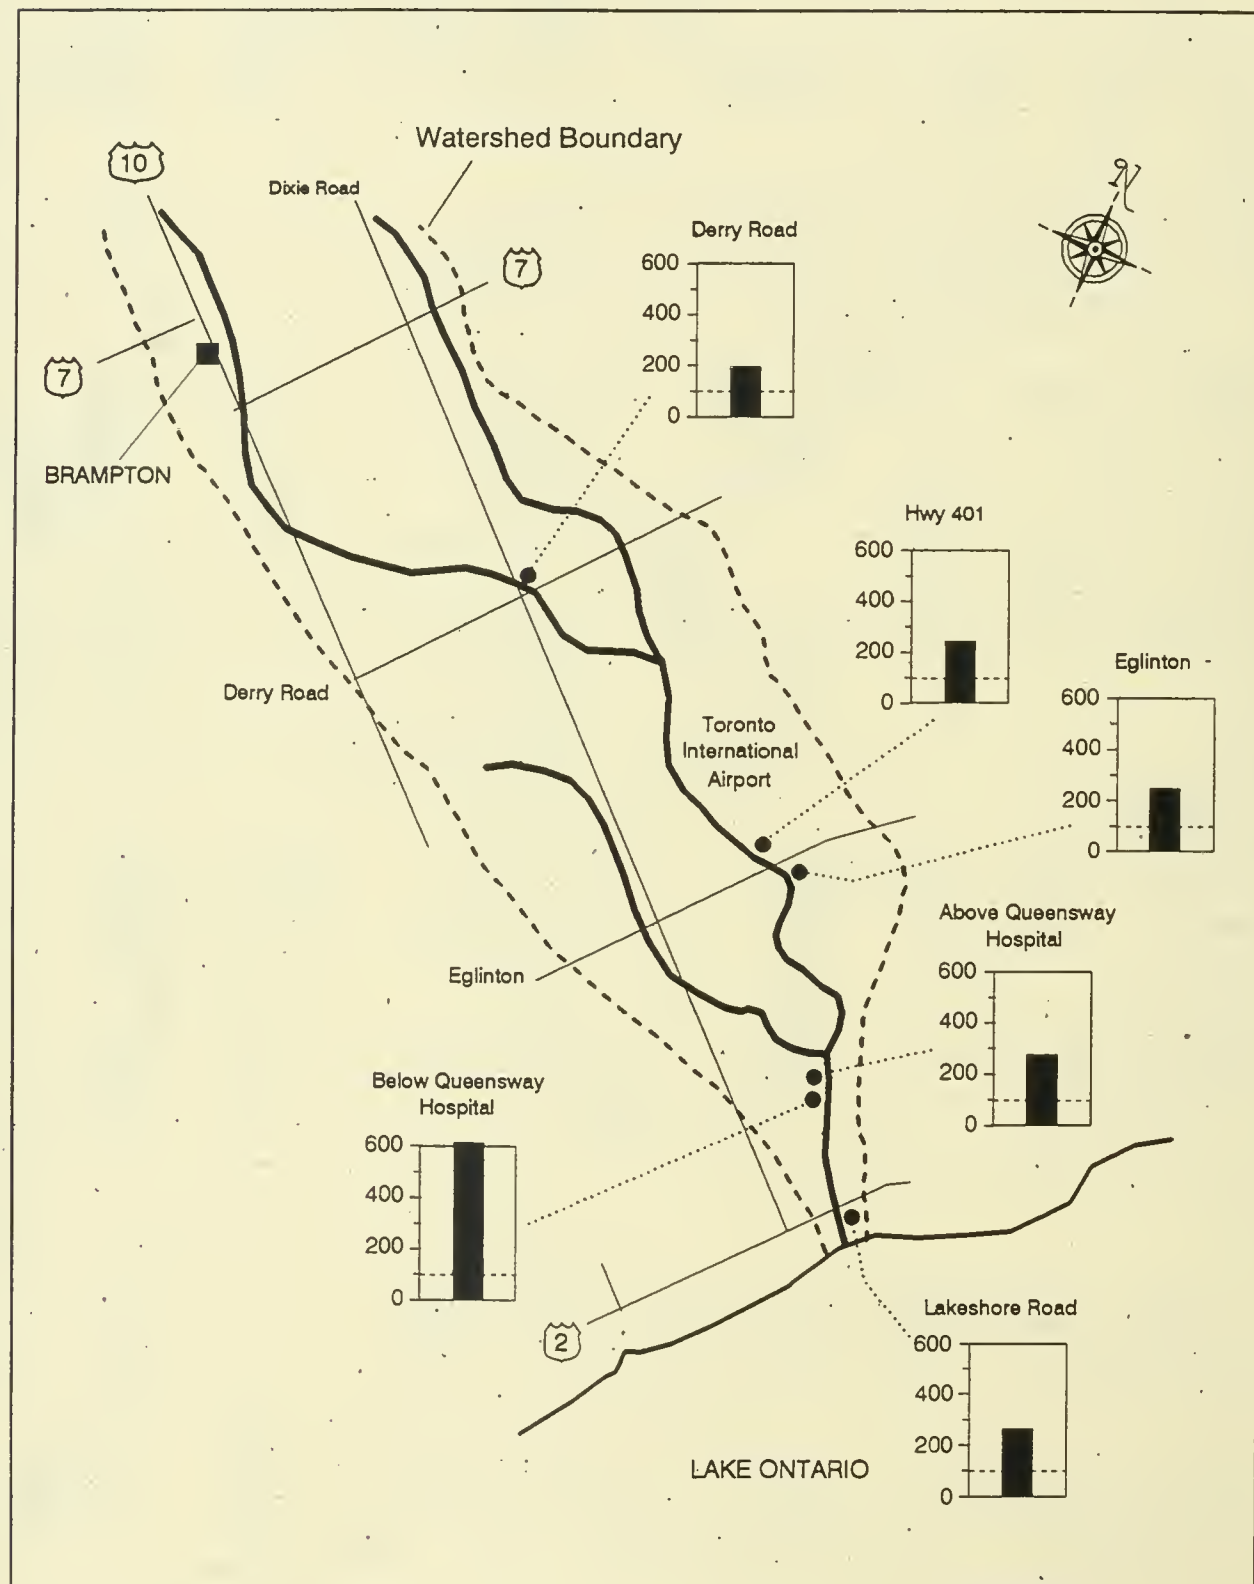 Watershed Boundary
10
Dixie Road
7
Derry Road
600
400
200
0
N
7
BRAMPTON
Hwy 401
600
400
200
0
Derry Road
Toronto
International
Airport
Eglinton
600
400
200
0
Eglinton
Above Queensway
Hospital
600
400
200
0
Below Queensway
Hospital
600
400
200
0
2
Lakeshore Road
600
400
200
0
LAKE ONTARIO